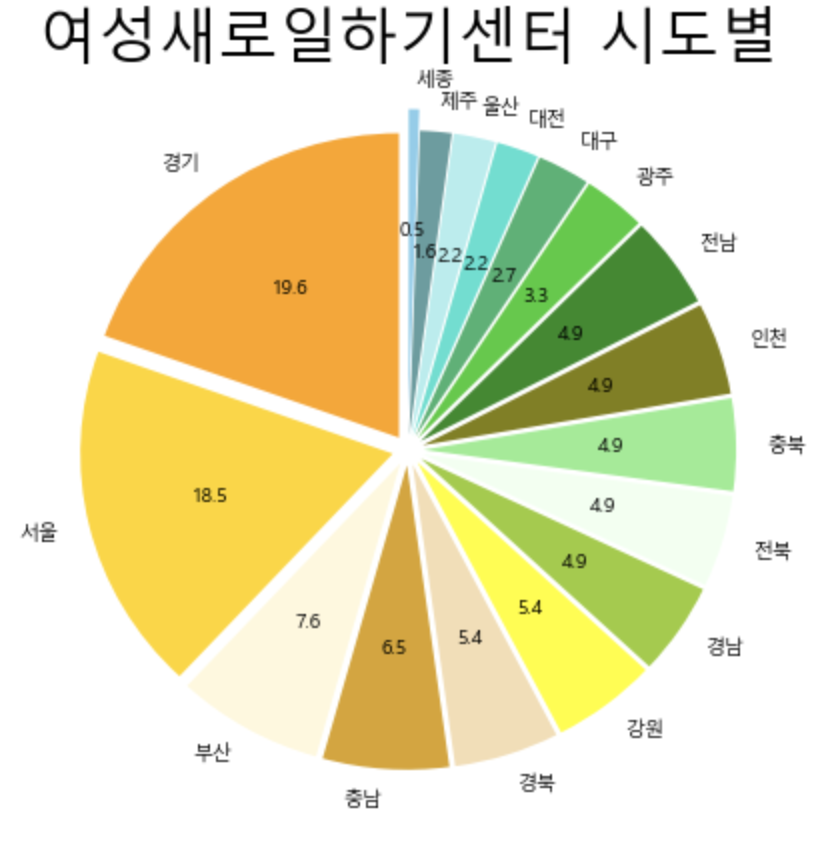 여성새로일하기센터 시도별
세종
제주
울산
대전
대구
광주
전남
인천
충북
전북
경남
강원
경북
충남
부산
서울
경기
0.5
1.6
2.2
2.2
2.7
3.3
4.9
4.9
4.9
4.9
4.9
5.4
5.4
6.5
7.6
18.5
19.6